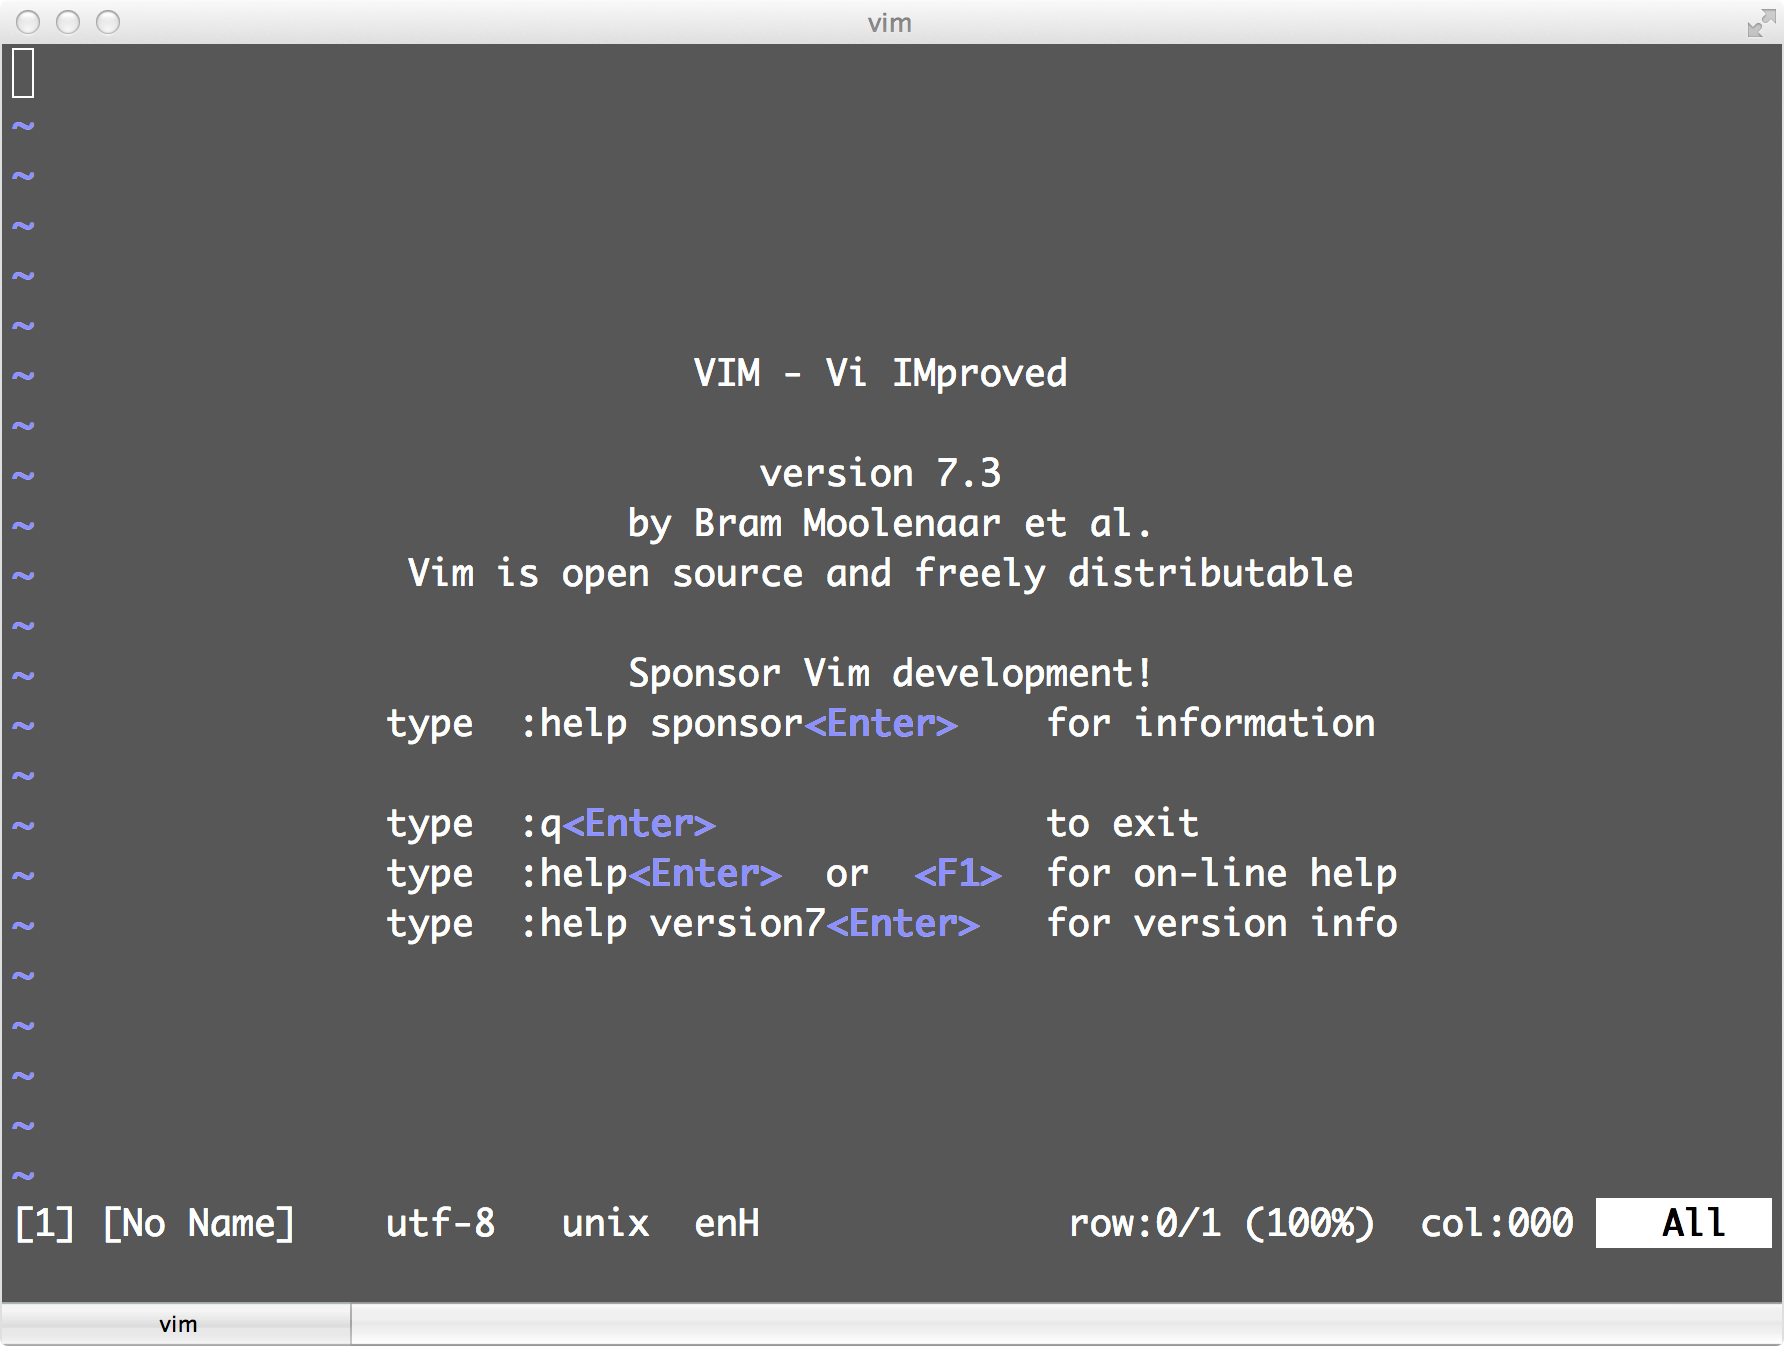 vim
~
~
~
~
~
~ VIM - Vi IMproved
~
~ version 7.3
~ by Bram Moolenaar et al.
~ Vim is open source and freely distributable
~
~ Sponsor Vim development!
~ type  :help sponsor<Enter>    for information
~
~ type  :q<Enter>               to exit
~ type  :help<Enter>  or  <F1>  for on-line help
~ type  :help version7<Enter>   for version info
~
~
~
~
~
[1] [No Name]    utf-8   unix  enH              row:0/1 (100%)  col:000    All
vim